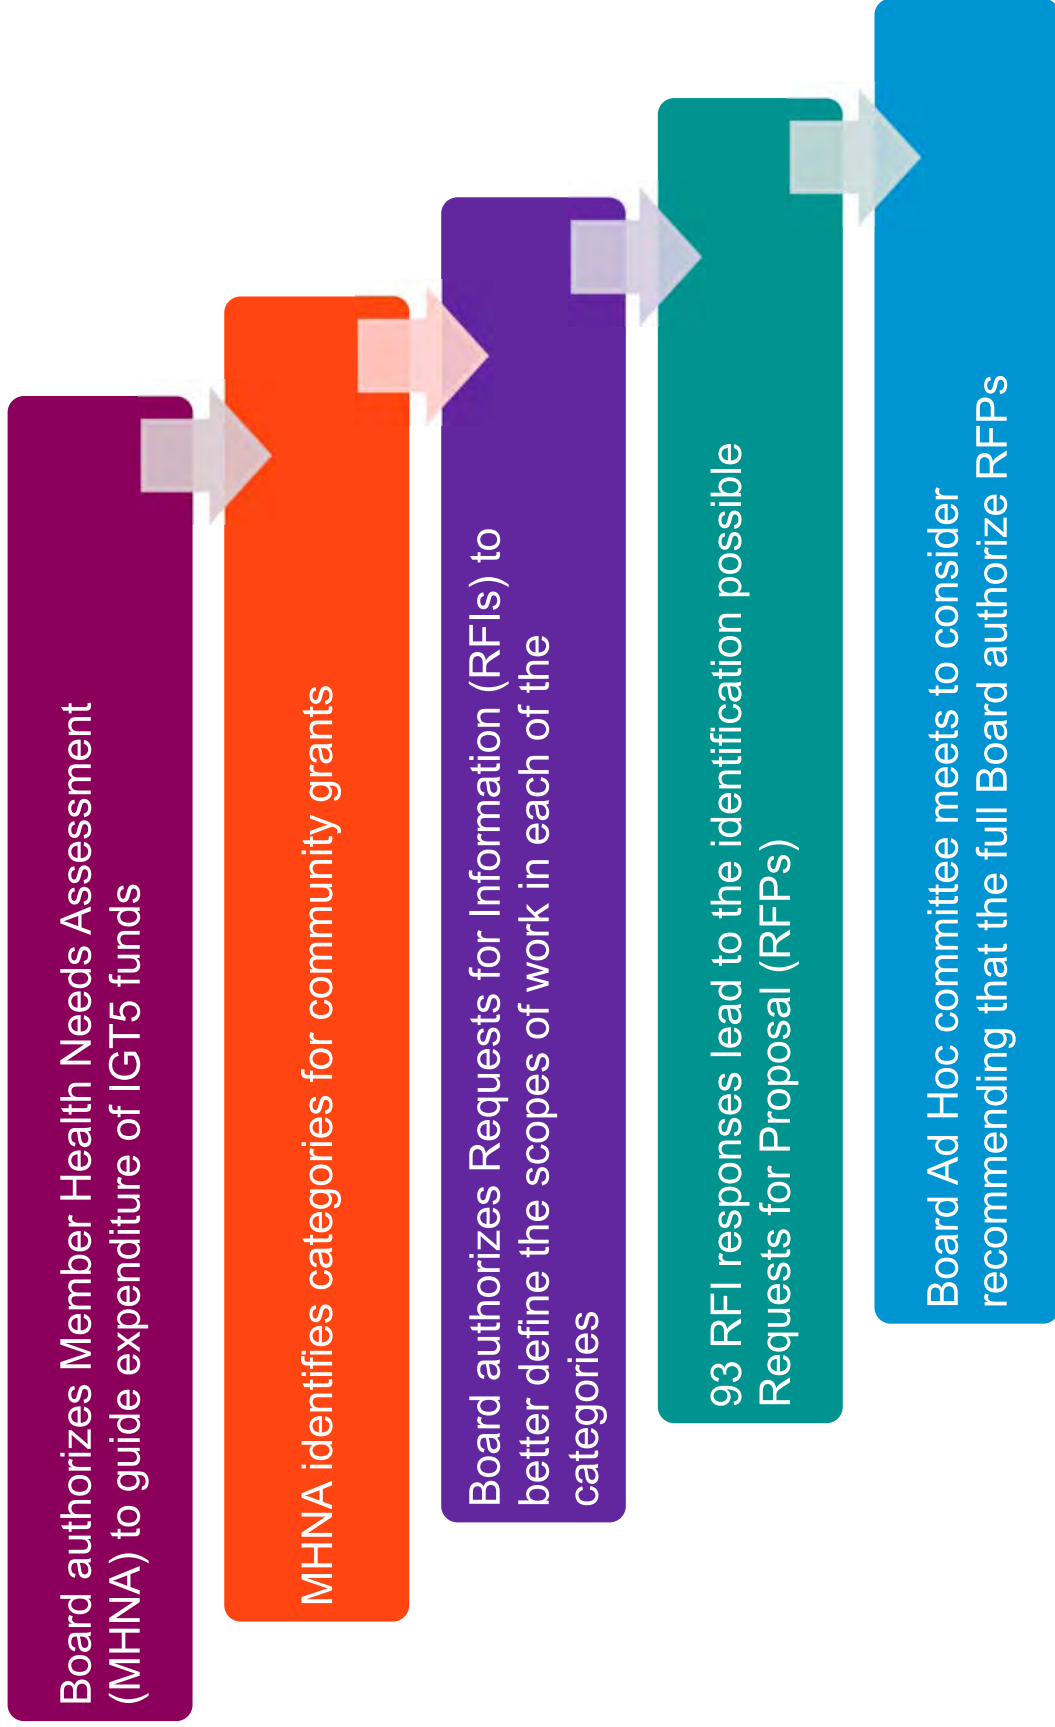 Board authorizes Member Health Needs Assessment
(MHNA) to guide expenditure of IGT5 funds
MHNA identifies categories for community grants
Board authorizes Requests for Information (RFIs) to
better define the scopes of work in each of the
categories
93 RFI responses lead to the identification possible
Requests for Proposal (RFPs)
Board Ad Hoc committee meets to consider
recommending that the full Board authorize RFPs